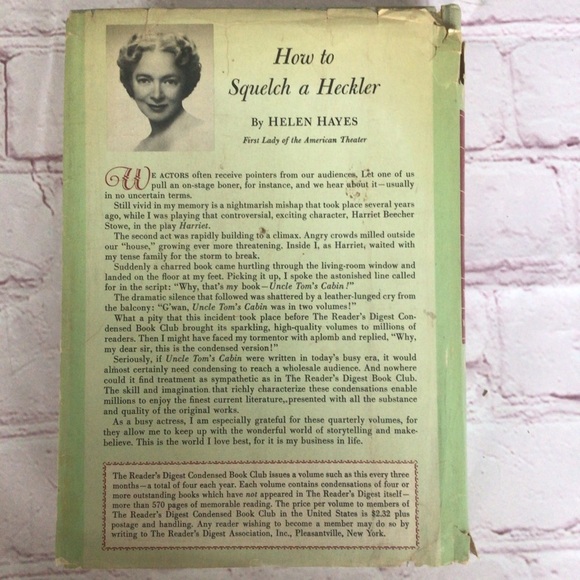 How to
Squelch a Heckler
By HELEN HAYES
First Lady of the American Theater
WE ACTORS often receive pointers from our audiences. Let one of us
pull an on-stage boner, for instance, and we hear about it—usually
in no uncertain terms.
Still vivid in my memory is a nightmarish mishap that took place several years
ago, while I was playing that controversial, exciting character, Harriet Beecher
Stowe, in the play Harriet.
The second act was rapidly building to a climax. Angry crowds milled outside
our "house," growing ever more threatening. Inside I, as Harriet, waited with
my tense family for the storm to break.
Suddenly a charred book came hurtling through the living-room window and
landed on the floor at my feet. Picking it up, I spoke the astonished line called
for in the script: "Why, that's my book—Uncle Tom's Cabin!"
The dramatic silence that followed was shattered by a leather-lunged cry from
the balcony: "G'wan, Uncle Tom's Cabin was in two volumes!"
What a pity that this incident took place before The Reader's Digest Con-
densed Book Club brought its sparkling, high-quality volumes to millions of
readers. Then I might have faced my tormentor with aplomb and replied, "Why,
my dear sir, this is the condensed version!"
Seriously, if Uncle Tom's Cabin were written in today's busy era, it would
almost certainly need condensing to reach a wholesale audience. And nowhere
could it find treatment as sympathetic as in The Reader's Digest Book Club.
The skill and imagination that richly characterize these condensations enable
millions to enjoy the finest current literature, presented with all the substance
and quality of the original works.
As a busy actress, I am especially grateful for these quarterly volumes, for
they allow me to keep up with the wonderful world of storytelling and make-
believe. This is the world I love best, for it is my business in life.
The Reader's Digest Condensed Book Club issues a volume such as this every three
months—a total of four each year. Each volume contains condensations of four or
more outstanding books which have not appeared in The Reader's Digest itself—
more than 570 pages of memorable reading. The price per volume to members of
The Reader's Digest Condensed Book Club in the United States is $2.32 plus
postage and handling. Any reader wishing to become a member may do so by
writing to The Reader's Digest Association, Inc., Pleasantville, New York.